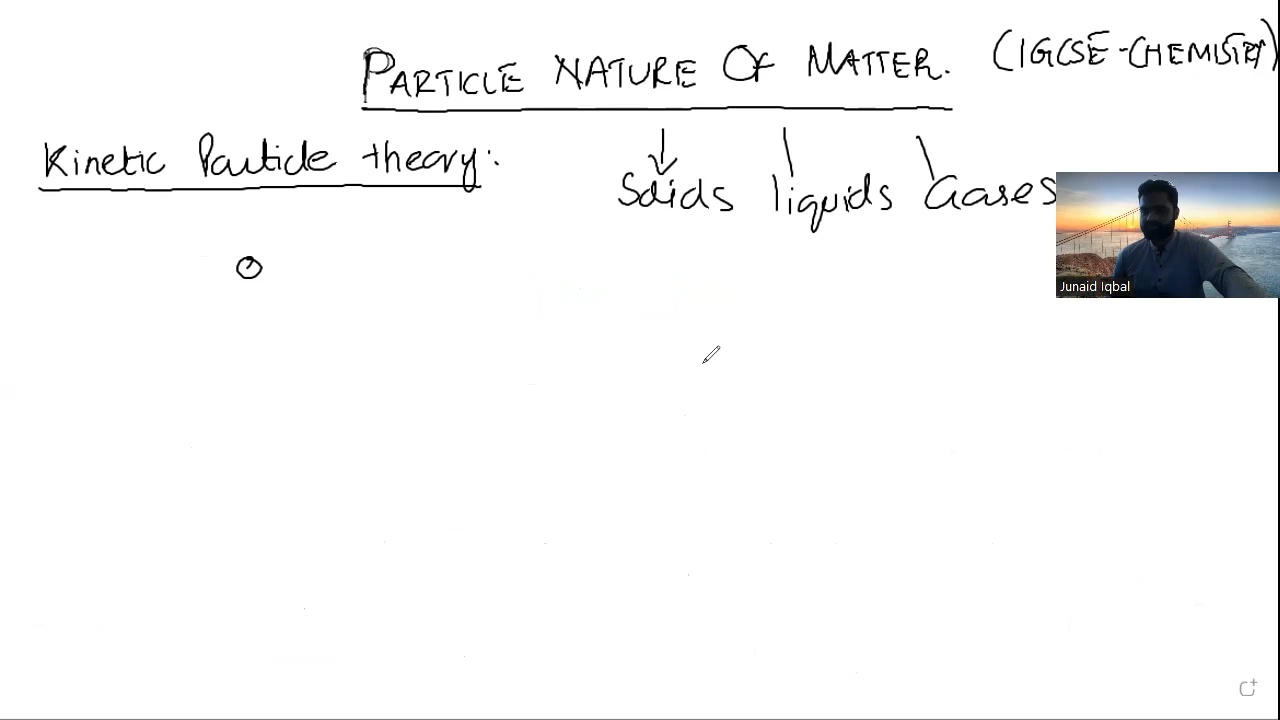 PARTICLE NATURE OF MATTER. (IGCSE-CHEMISTRY)
Kinetic Particle theory:
Solids liquids Gases
Junaid Iqbal